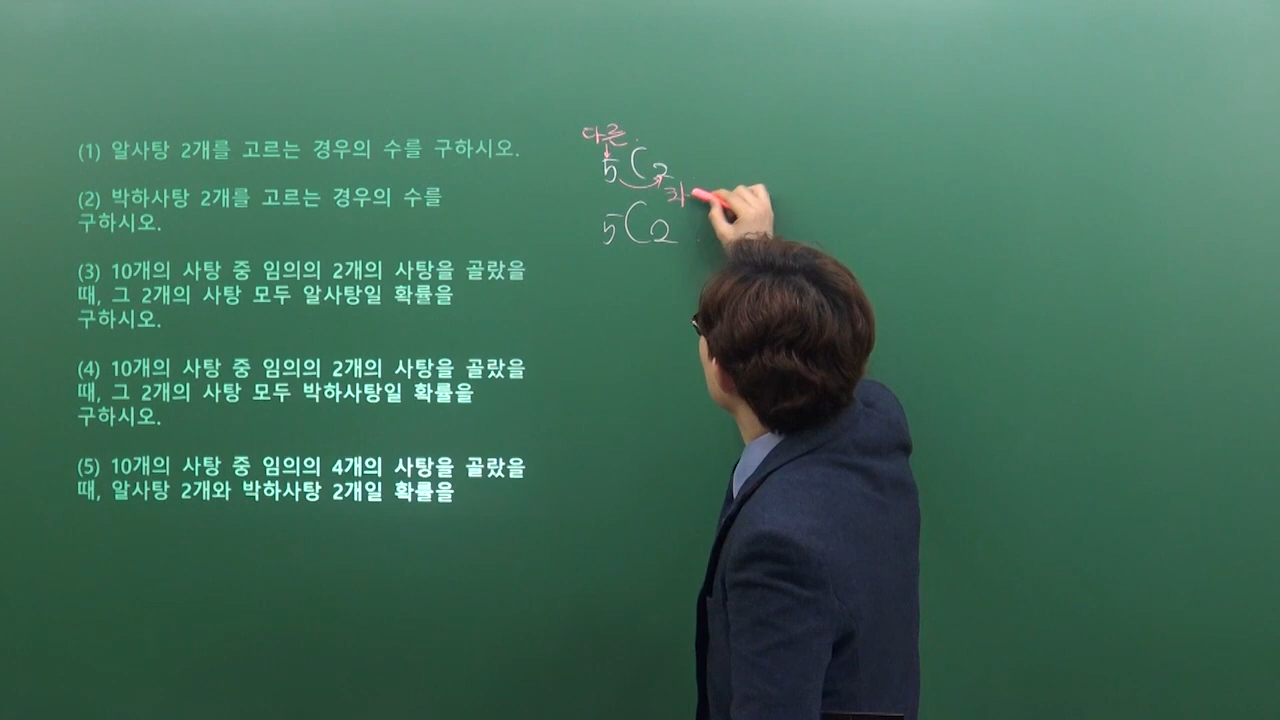 (1) 알사탕 2개를 고르는 경우의 수를 구하시오.
(2) 박하사탕 2개를 고르는 경우의 수를
구하시오.
(3) 10개의 사탕 중 임의의 2개의 사탕을 골랐을
때, 그 2개의 사탕 모두 알사탕일 확률을
구하시오.
(4) 10개의 사탕 중 임의의 2개의 사탕을 골랐을
때, 그 2개의 사탕 모두 박하사탕일 확률을
구하시오.
(5) 10개의 사탕 중 임의의 4개의 사탕을 골랐을
때, 알사탕 2개와 박하사탕 2개일 확률을
다른
5C2
5C2